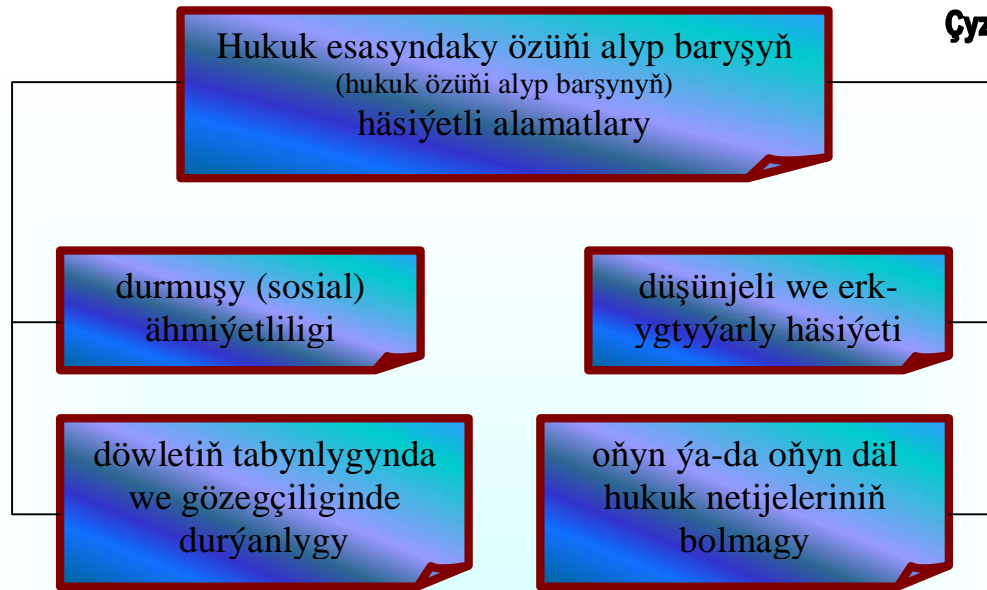 Çyz
Hukuk esasyndaky özüňi alyp baryşyň
(hukuk özüňi alyp barşynyň)
häsiýetli alamatlary
durmuşy (sosial)
ähmiýetliligi
düşünjeli we erk-
ygtyýarly häsiýeti
döwletiň tabynlygynda
we gözegçiliginde
durýanlygy
oňyn ýa-da oňyn däl
hukuk netijeleriniň
bolmagy